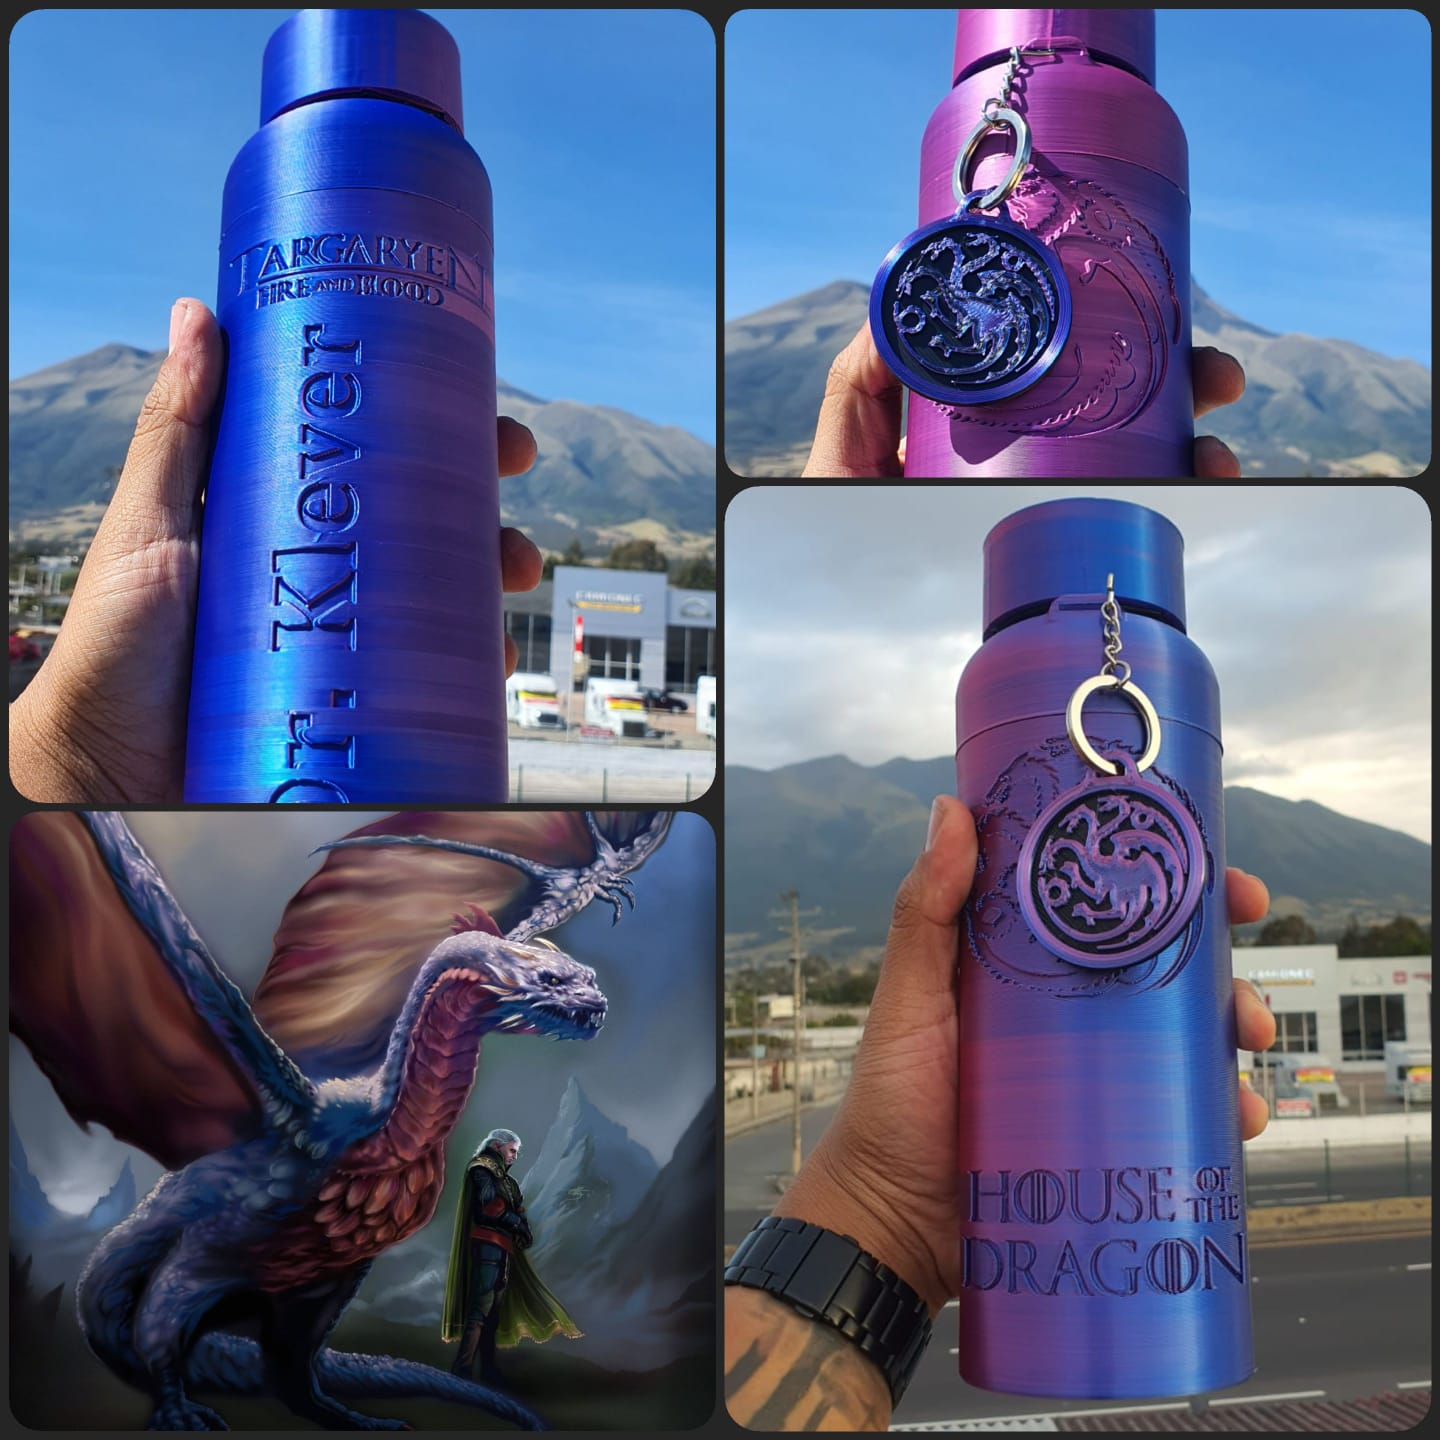 TARGARYEN
FIRE AND BLOOD
Dr. Klever
HOUSE OF THE
DRAGON